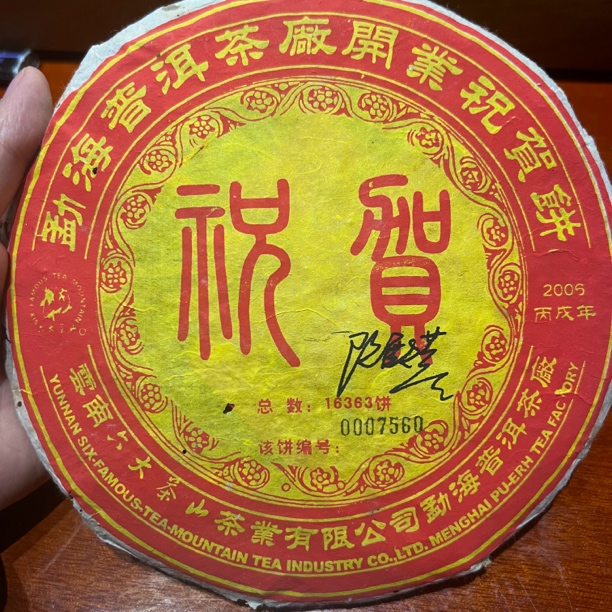 勐海普洱茶廠開業祝賀餅
祝賀
2006
丙戌年
总数：16363饼
0007560
该饼编号：
雲南六大茶山茶業有限公司勐海普洱茶廠
YUNNAN SIX-FAMOUS-TEA-MOUNTAIN TEA INDUSTRY CO.,LTD. MENGHAI PU-ERH TEA FACTORY